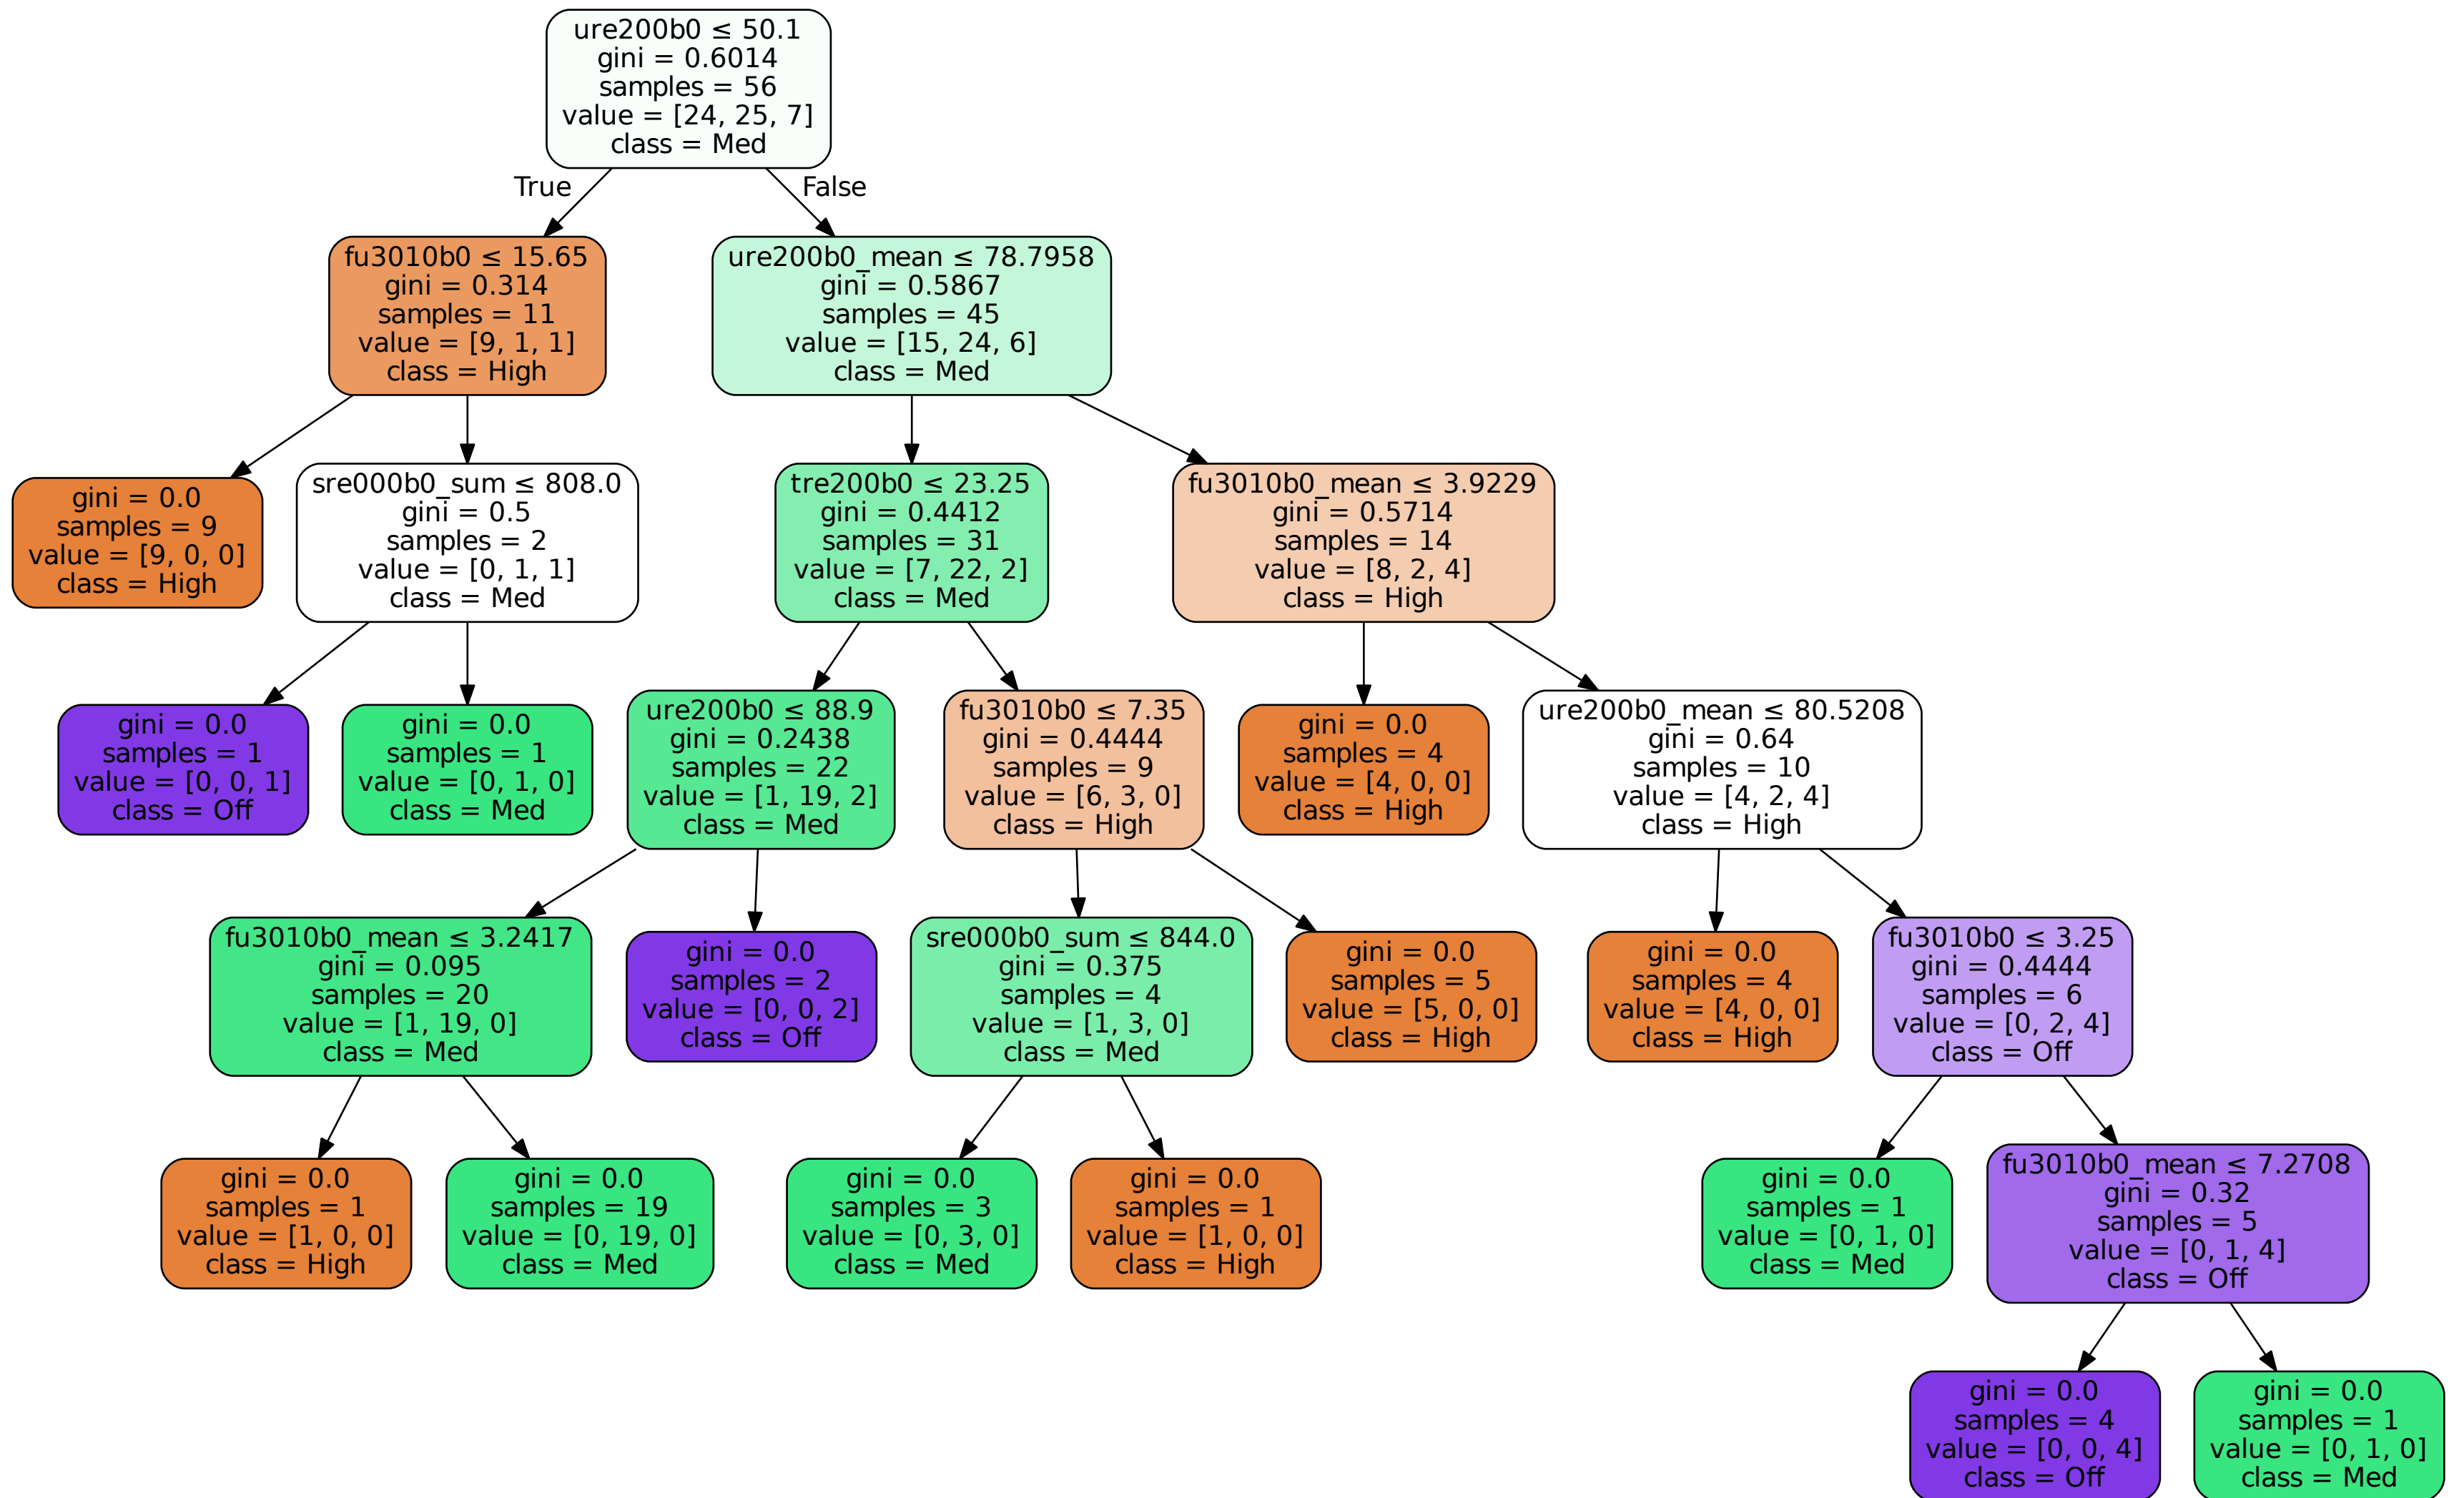 ure200b0 ≤ 50.1
gini = 0.6014
samples = 56
value = [24, 25, 7]
class = Med
True
False
fu3010b0 ≤ 15.65
gini = 0.314
samples = 11
value = [9, 1, 1]
class = High
ure200b0_mean ≤ 78.7958
gini = 0.5867
samples = 45
value = [15, 24, 6]
class = Med
gini = 0.0
samples = 9
value = [9, 0, 0]
class = High
sre000b0_sum ≤ 808.0
gini = 0.5
samples = 2
value = [0, 1, 1]
class = Med
tre200b0 ≤ 23.25
gini = 0.4412
samples = 31
value = [7, 22, 2]
class = Med
fu3010b0_mean ≤ 3.9229
gini = 0.5714
samples = 14
value = [8, 2, 4]
class = High
gini = 0.0
samples = 1
value = [0, 0, 1]
class = Off
gini = 0.0
samples = 1
value = [0, 1, 0]
class = Med
ure200b0 ≤ 88.9
gini = 0.2438
samples = 22
value = [1, 19, 2]
class = Med
fu3010b0 ≤ 7.35
gini = 0.4444
samples = 9
value = [6, 3, 0]
class = High
gini = 0.0
samples = 4
value = [4, 0, 0]
class = High
ure200b0_mean ≤ 80.5208
gini = 0.64
samples = 10
value = [4, 2, 4]
class = High
fu3010b0_mean ≤ 3.2417
gini = 0.095
samples = 20
value = [1, 19, 0]
class = Med
gini = 0.0
samples = 2
value = [0, 0, 2]
class = Off
sre000b0_sum ≤ 844.0
gini = 0.375
samples = 4
value = [1, 3, 0]
class = Med
gini = 0.0
samples = 5
value = [5, 0, 0]
class = High
gini = 0.0
samples = 4
value = [4, 0, 0]
class = High
fu3010b0 ≤ 3.25
gini = 0.4444
samples = 6
value = [0, 2, 4]
class = Off
gini = 0.0
samples = 1
value = [1, 0, 0]
class = High
gini = 0.0
samples = 19
value = [0, 19, 0]
class = Med
gini = 0.0
samples = 3
value = [0, 3, 0]
class = Med
gini = 0.0
samples = 1
value = [1, 0, 0]
class = High
gini = 0.0
samples = 1
value = [0, 1, 0]
class = Med
fu3010b0_mean ≤ 7.2708
gini = 0.32
samples = 5
value = [0, 1, 4]
class = Off
gini = 0.0
samples = 4
value = [0, 0, 4]
class = Off
gini = 0.0
samples = 1
value = [0, 1, 0]
class = Med